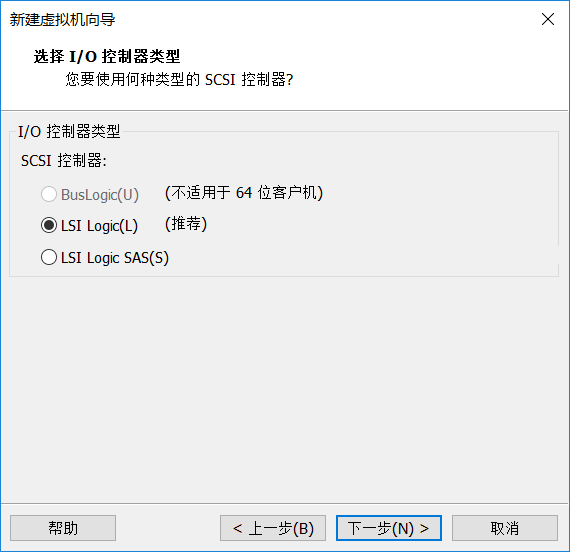 新建虚拟机向导
选择 I/O 控制器类型
您要使用何种类型的 SCSI 控制器?
I/O 控制器类型
SCSI 控制器:
BusLogic(U) (不适用于 64 位客户机)
LSI Logic(L) (推荐)
LSI Logic SAS(S)
帮助 < 上一步(B) 下一步(N) > 取消